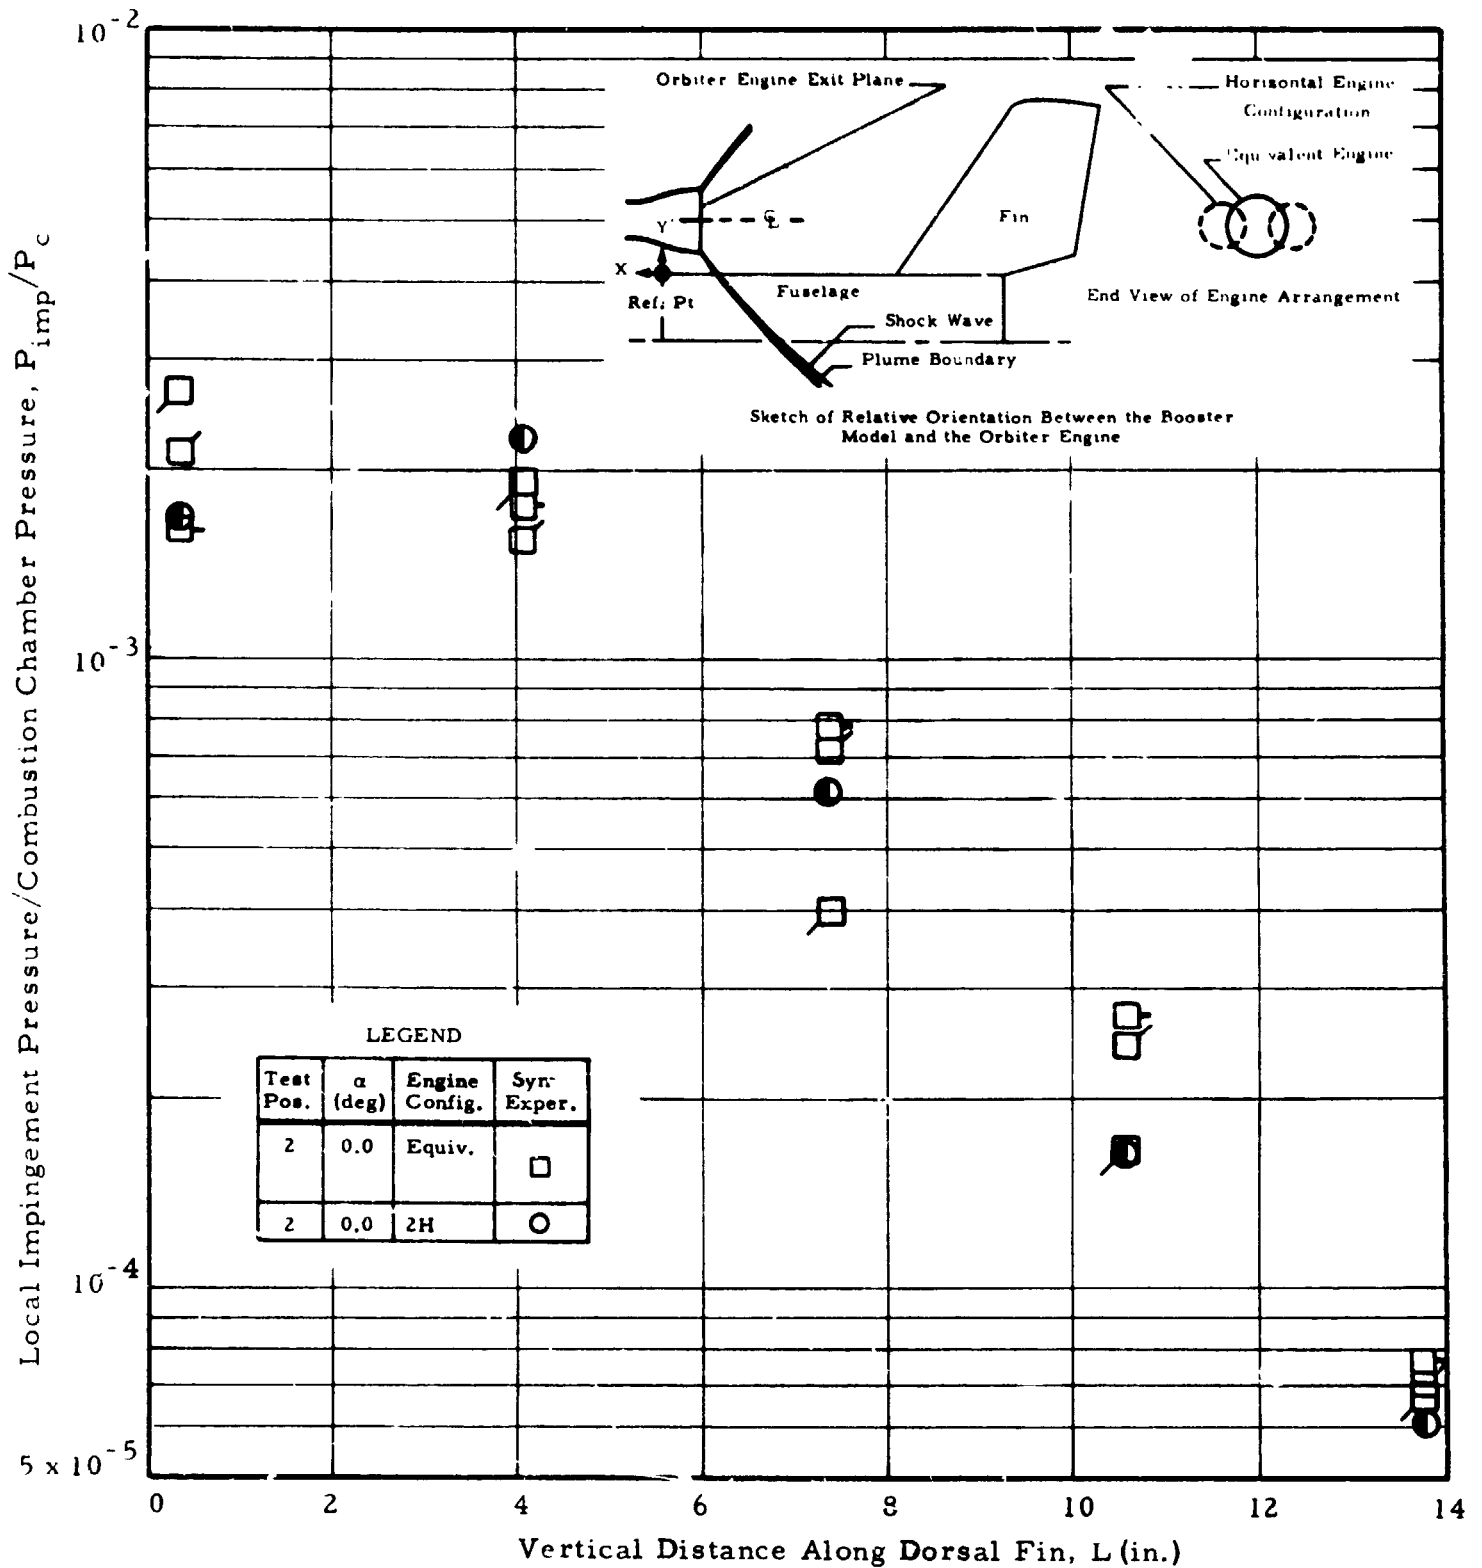 10-2
Orbiter Engine Exit Plane
Horizontal Engine
Configuration
Equivalent Engine
Y
℄
Fin
X
Fuselage
Ref. Pt
End View of Engine Arrangement
Shock Wave
Plume Boundary
Sketch of Relative Orientation Between the Booster
Model and the Orbiter Engine
Local Impingement Pressure/Combustion Chamber Pressure, Pimp/Pc
10-3
LEGEND
Test Pos. α (deg) Engine Config. Sym Exper.
2 0.0 Equiv.
2 0.0 2H
10-4
5 x 10-5
0 2 4 6 8 10 12 14
Vertical Distance Along Dorsal Fin, L (in.)